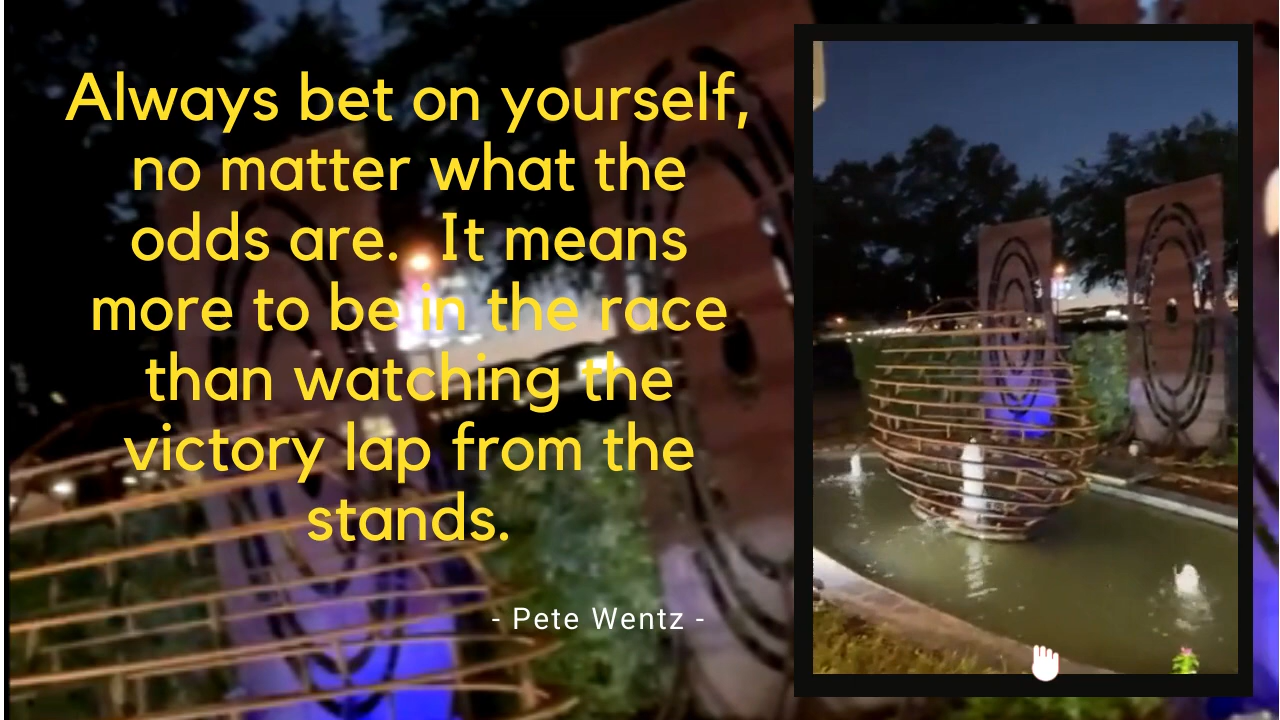 Always bet on yourself,
no matter what the
odds are.  It means
more to be in the race
than watching the
victory lap from the
stands.
- Pete Wentz -